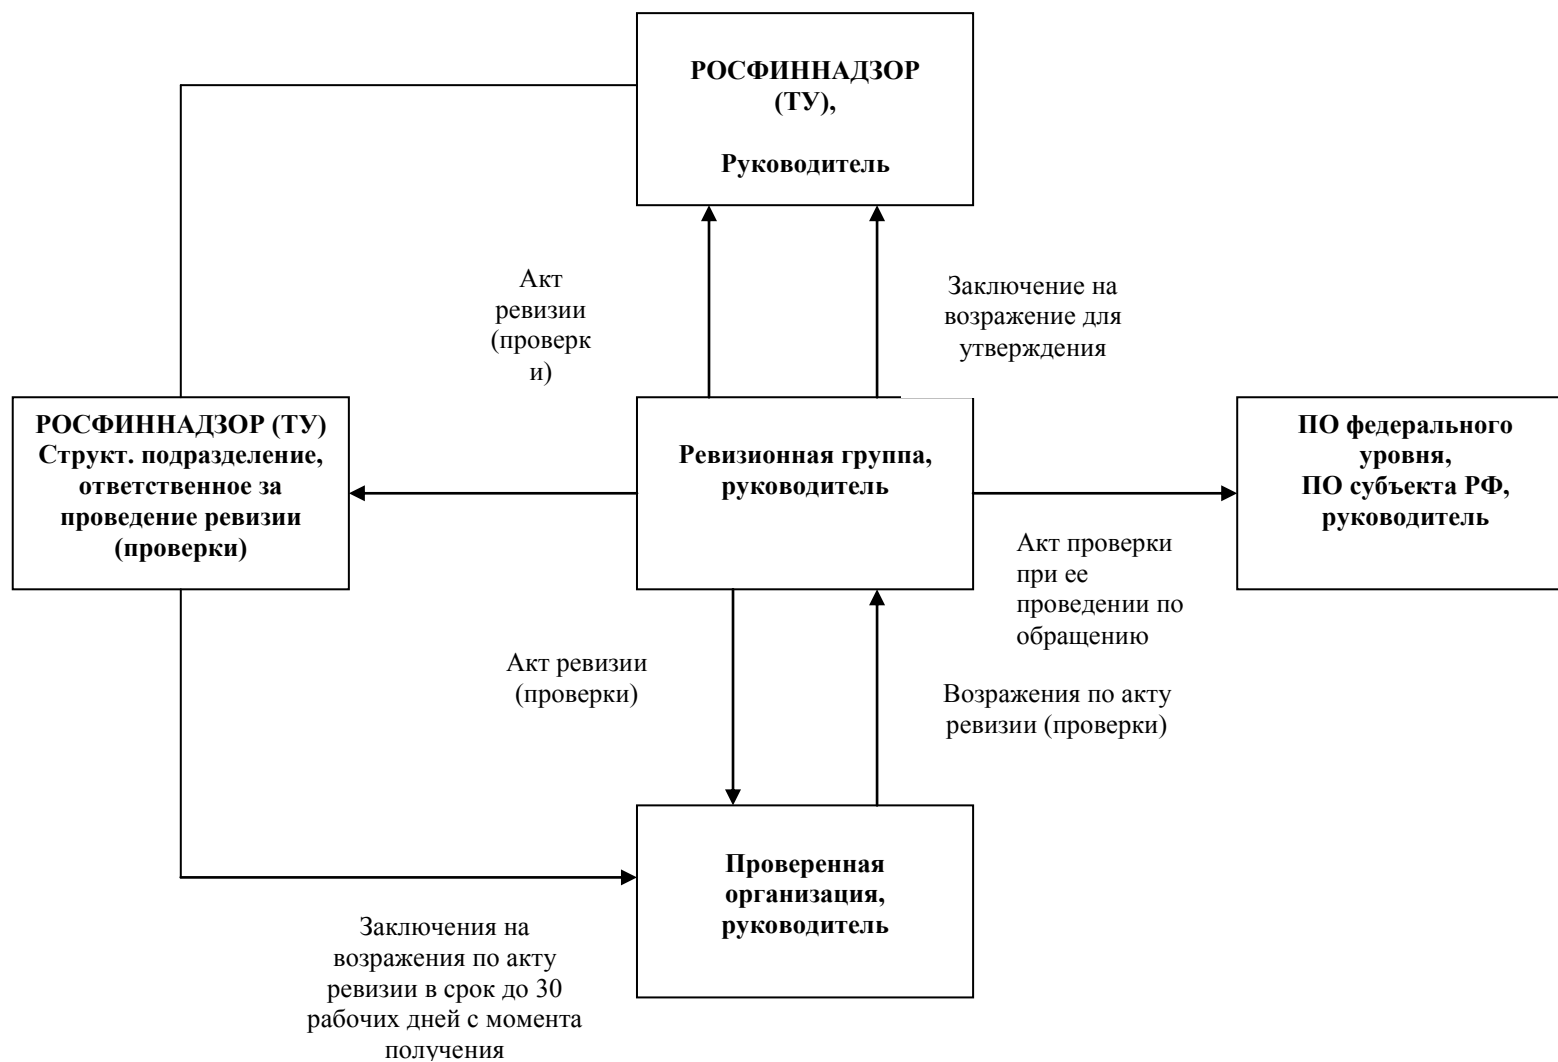 РОСФИННАДЗОР
(ТУ),
Руководитель
Акт
ревизии
(проверк
и)
Заключение на
возражение для
утверждения
РОСФИННАДЗОР (ТУ)
Структ. подразделение,
ответственное за
проведение ревизии
(проверки)
Ревизионная группа,
руководитель
ПО федерального
уровня,
ПО субъекта РФ,
руководитель
Акт проверки
при ее
проведении по
обращению
Акт ревизии
(проверки)
Возражения по акту
ревизии (проверки)
Проверенная
организация,
руководитель
Заключения на
возражения по акту
ревизии в срок до 30
рабочих дней с момента
получения